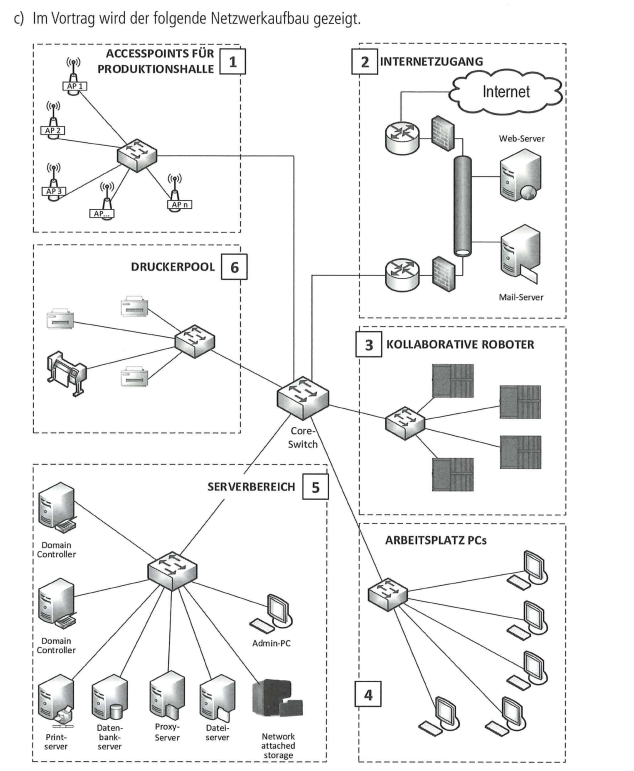 c) Im Vortrag wird der folgende Netzwerkaufbau gezeigt.
ACCESSPOINTS FÜR
PRODUKTIONSHALLE
1
AP 1
AP 2
AP 3
AP...
AP n
2
INTERNETZUGANG
Internet
Web-Server
Mail-Server
DRUCKERPOOL
6
3
KOLLABORATIVE ROBOTER
Core-
Switch
SERVERBEREICH
5
Domain
Controller
Domain
Controller
Admin-PC
Print-
server
Daten-
bank-
server
Proxy-
Server
Datei-
server
Network
attached
storage
ARBEITSPLATZ PCs
4